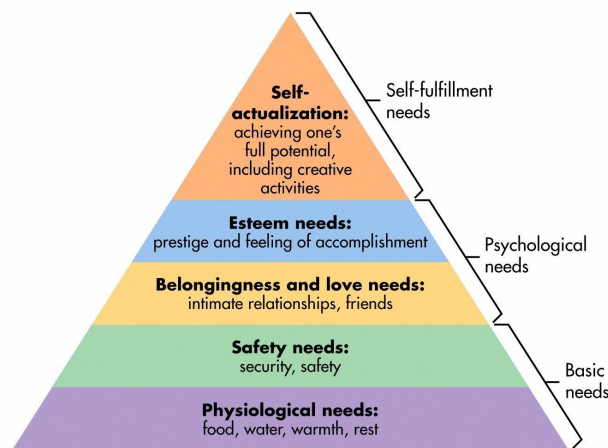 Self-
actualization:
achieving one's
full potential,
including creative
activities
Self-fulfillment
needs
Esteem needs:
prestige and feeling of accomplishment
Psychological
needs
Belongingness and love needs:
intimate relationships, friends
Safety needs:
security, safety
Basic
needs
Physiological needs:
food, water, warmth, rest